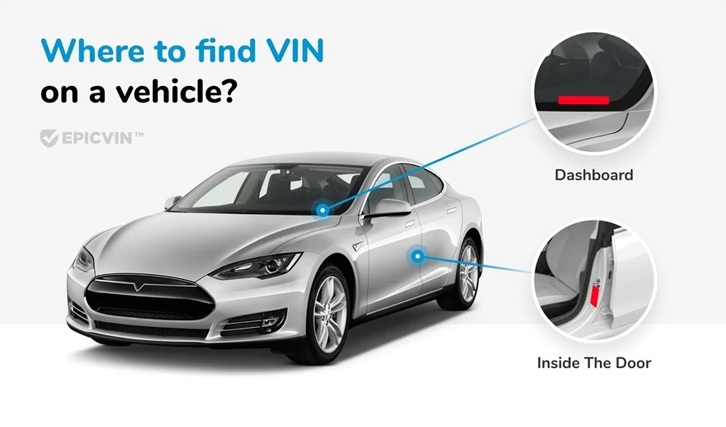 Where to find VIN
on a vehicle?
EPICVIN™
Dashboard
Inside The Door